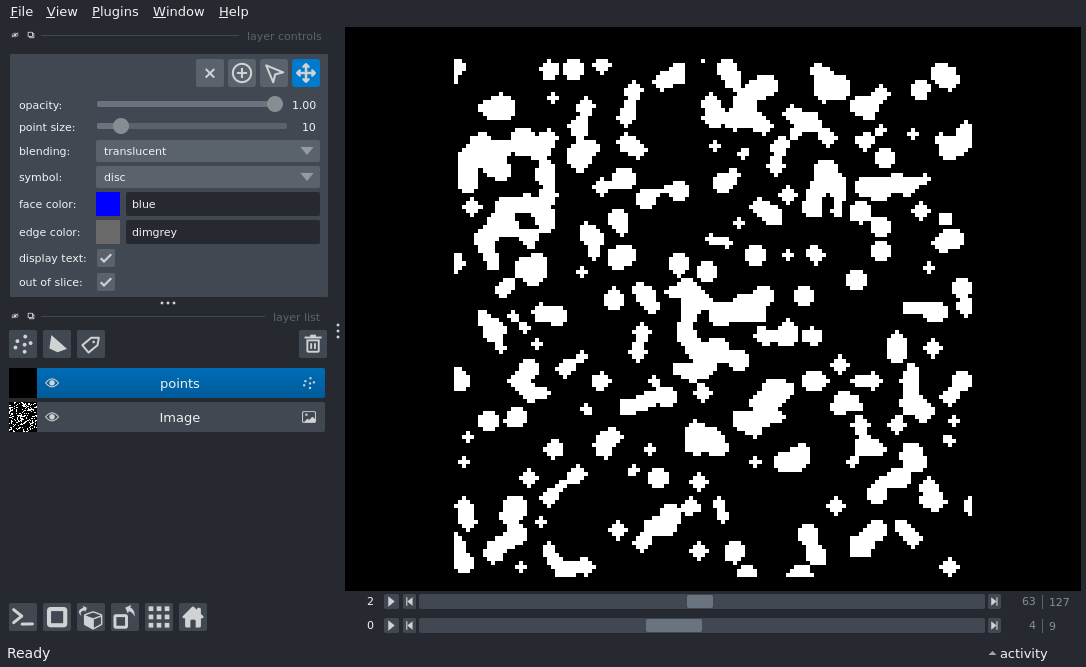 File View Plugins Window Help
layer controls
opacity: 1.00
point size: 10
blending: translucent
symbol: disc
face color: blue
edge color: dimgrey
display text:
out of slice:
layer list
points
Image
2 63 127
0 4 9
Ready activity